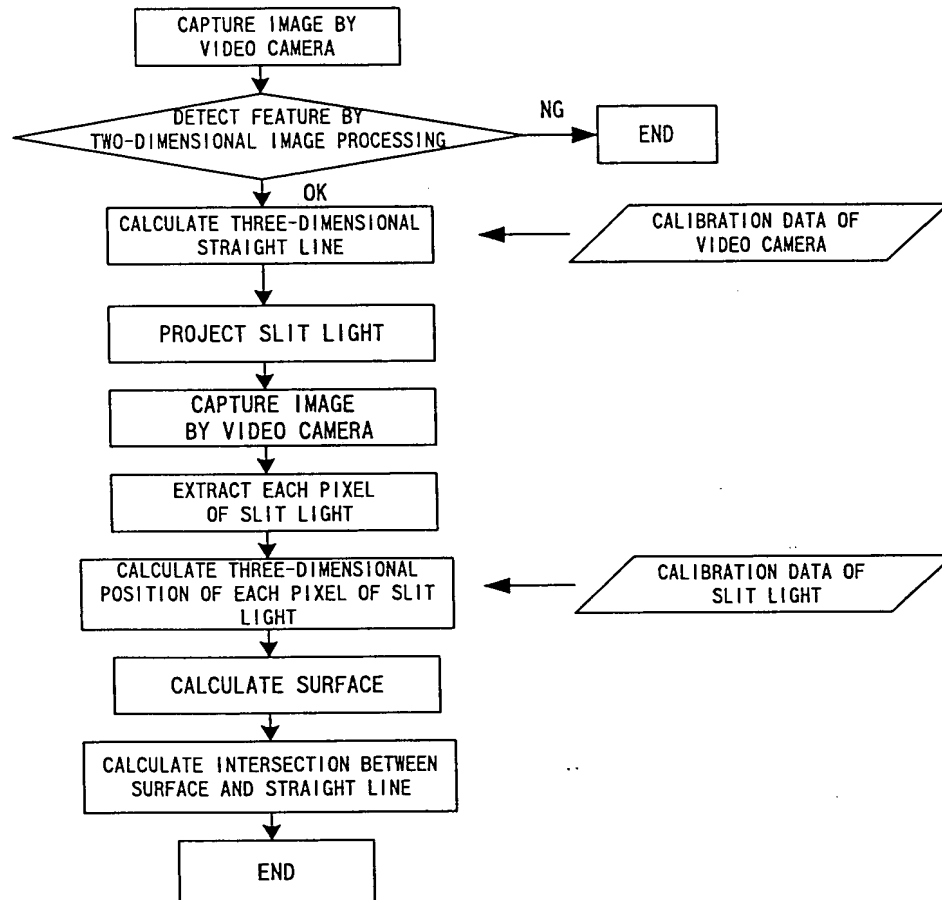 CAPTURE IMAGE BY
VIDEO CAMERA
DETECT FEATURE BY
TWO-DIMENSIONAL IMAGE PROCESSING
NG
END
OK
CALCULATE THREE-DIMENSIONAL
STRAIGHT LINE
CALIBRATION DATA OF
VIDEO CAMERA
PROJECT SLIT LIGHT
CAPTURE IMAGE
BY VIDEO CAMERA
EXTRACT EACH PIXEL
OF SLIT LIGHT
CALCULATE THREE-DIMENSIONAL
POSITION OF EACH PIXEL OF SLIT
LIGHT
CALIBRATION DATA OF
SLIT LIGHT
CALCULATE SURFACE
CALCULATE INTERSECTION BETWEEN
SURFACE AND STRAIGHT LINE
END